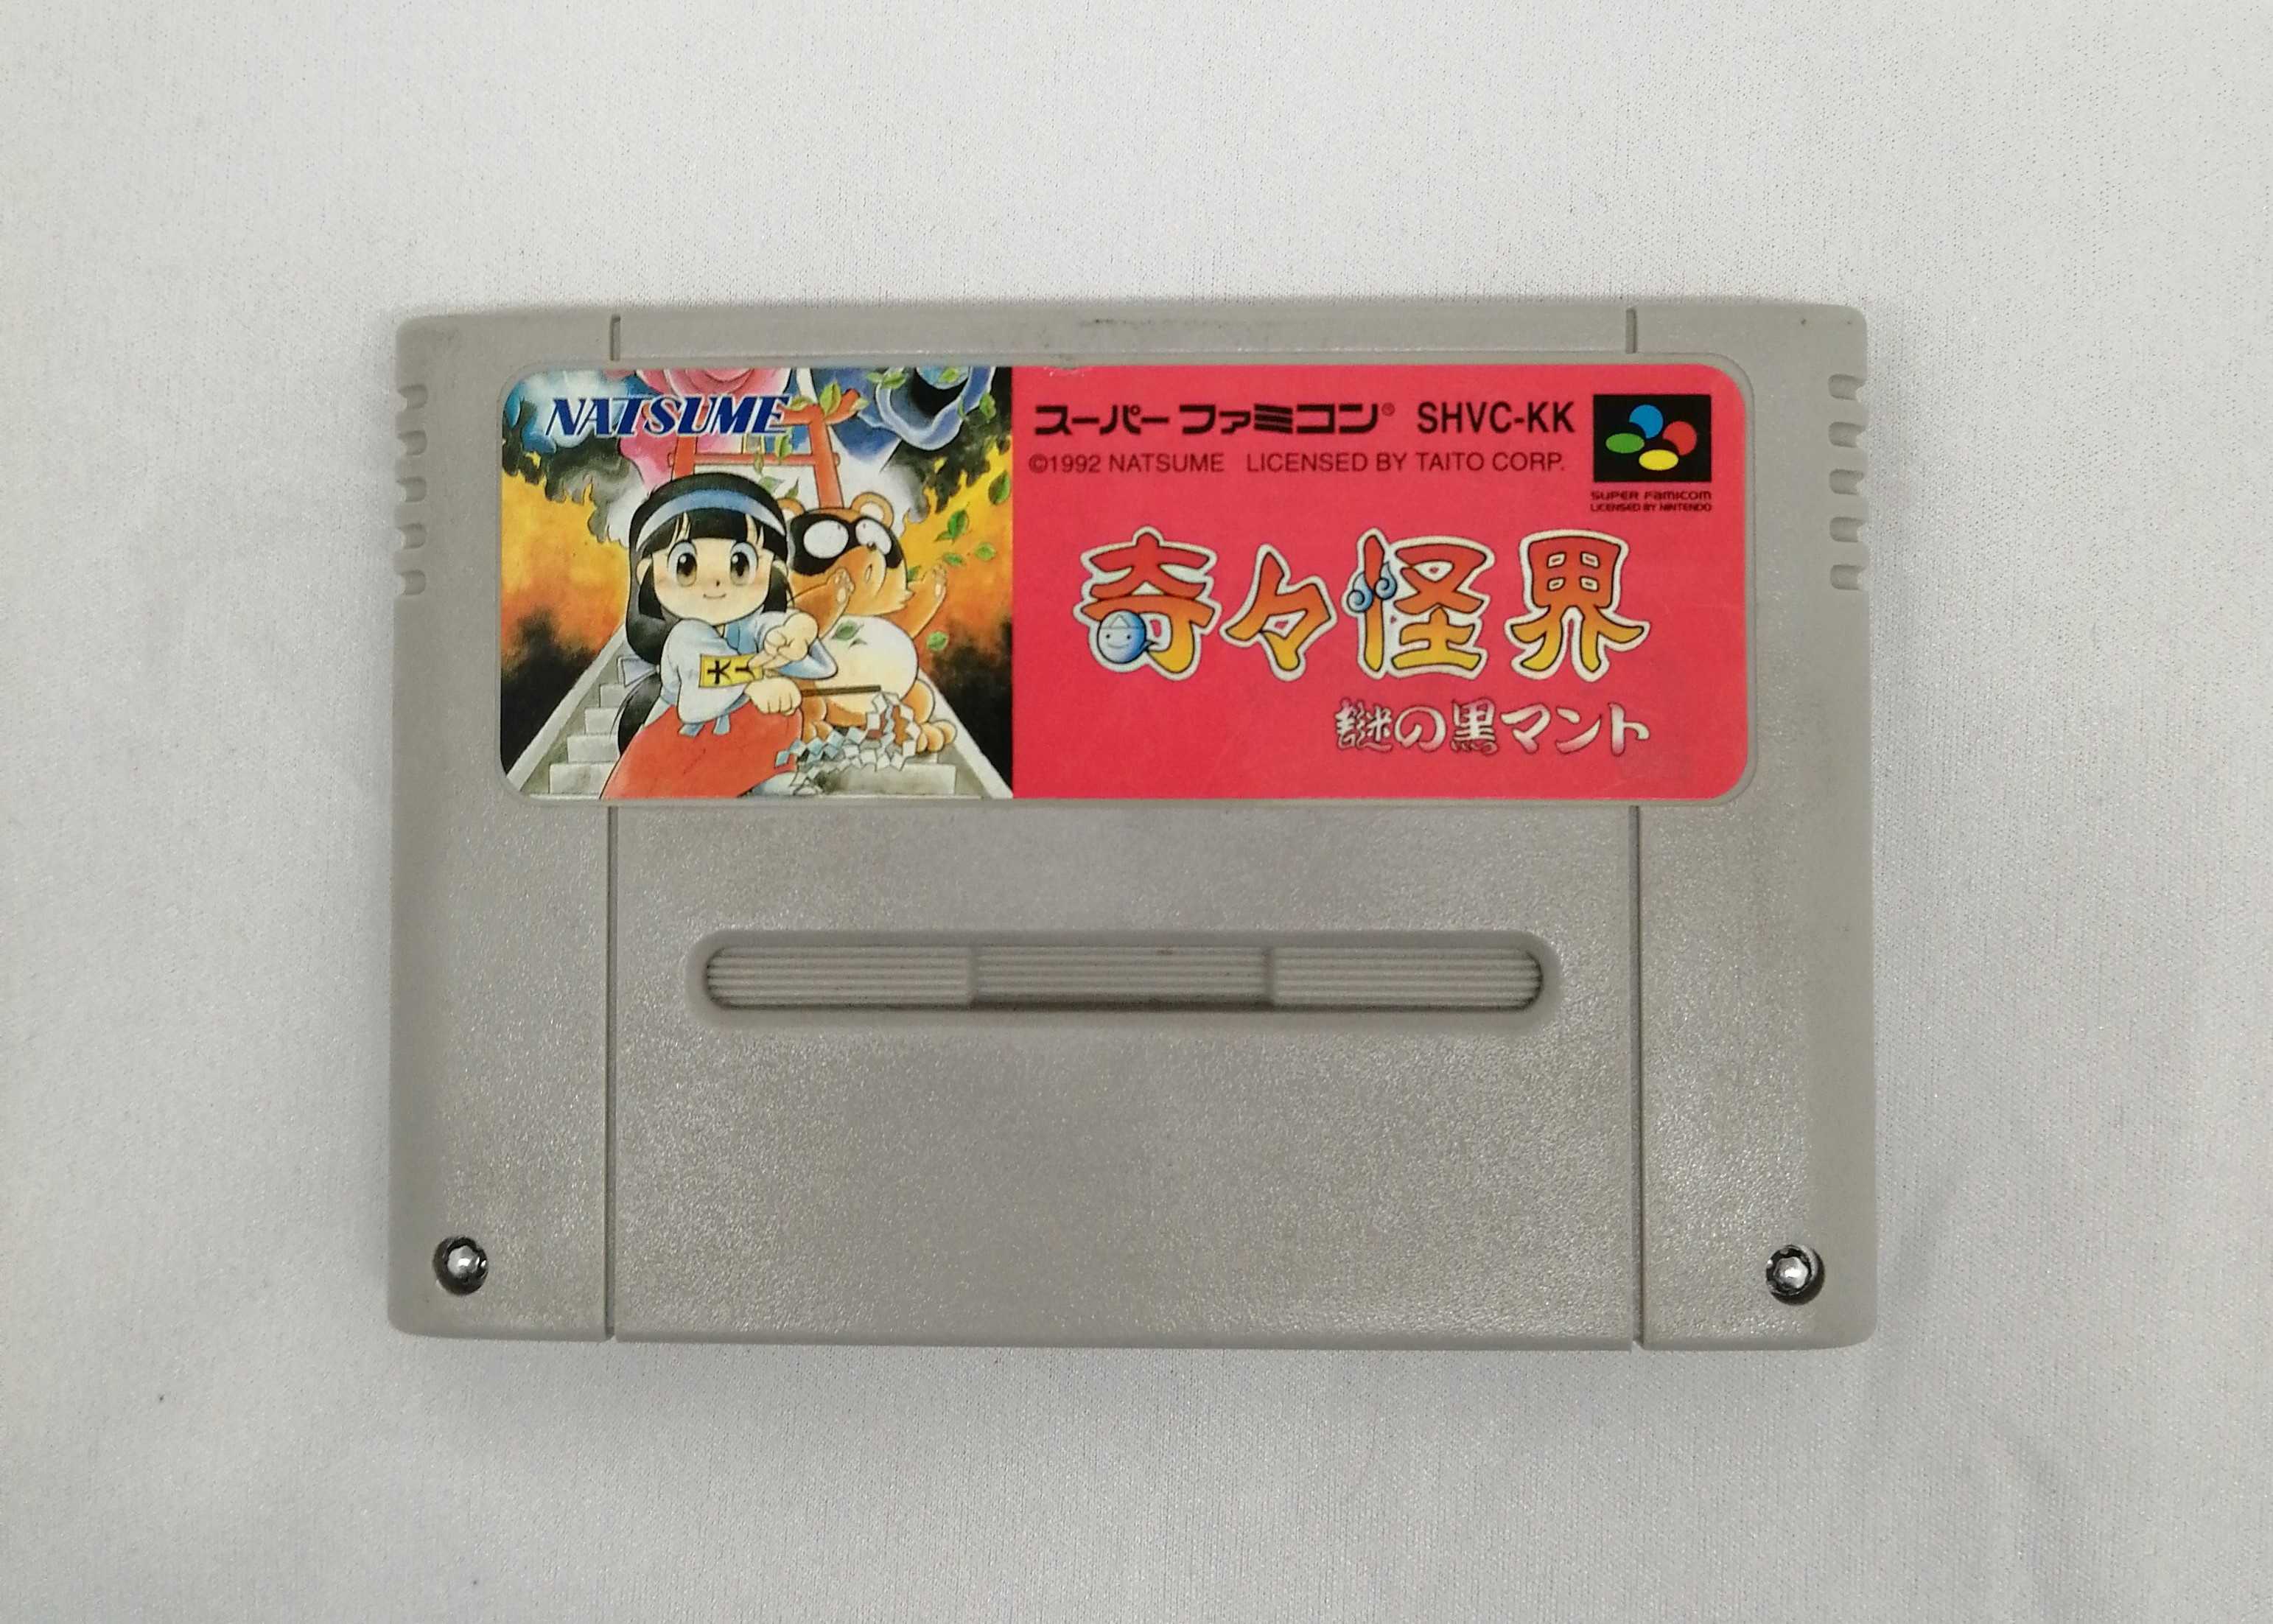 NATSUME
スーパーファミコン® SHVC-KK
©1992 NATSUME LICENSED BY TAITO CORP.
SUPER FAMICOM
LICENSED BY NINTENDO
奇々怪界
謎の黒マント
大